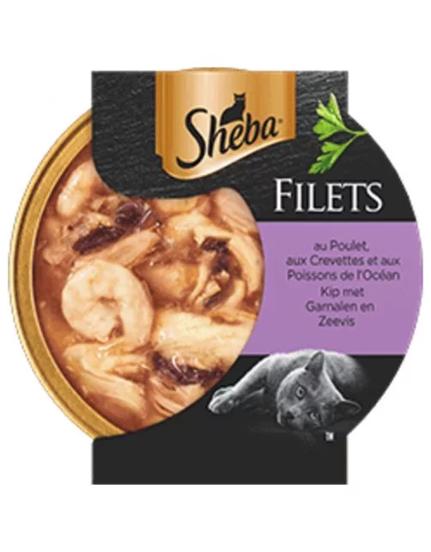 Sheba®
FILETS
au Poulet,
aux Crevettes et aux
Poissons de l'Océan
Kip met
Garnalen en
Zeevis
TM